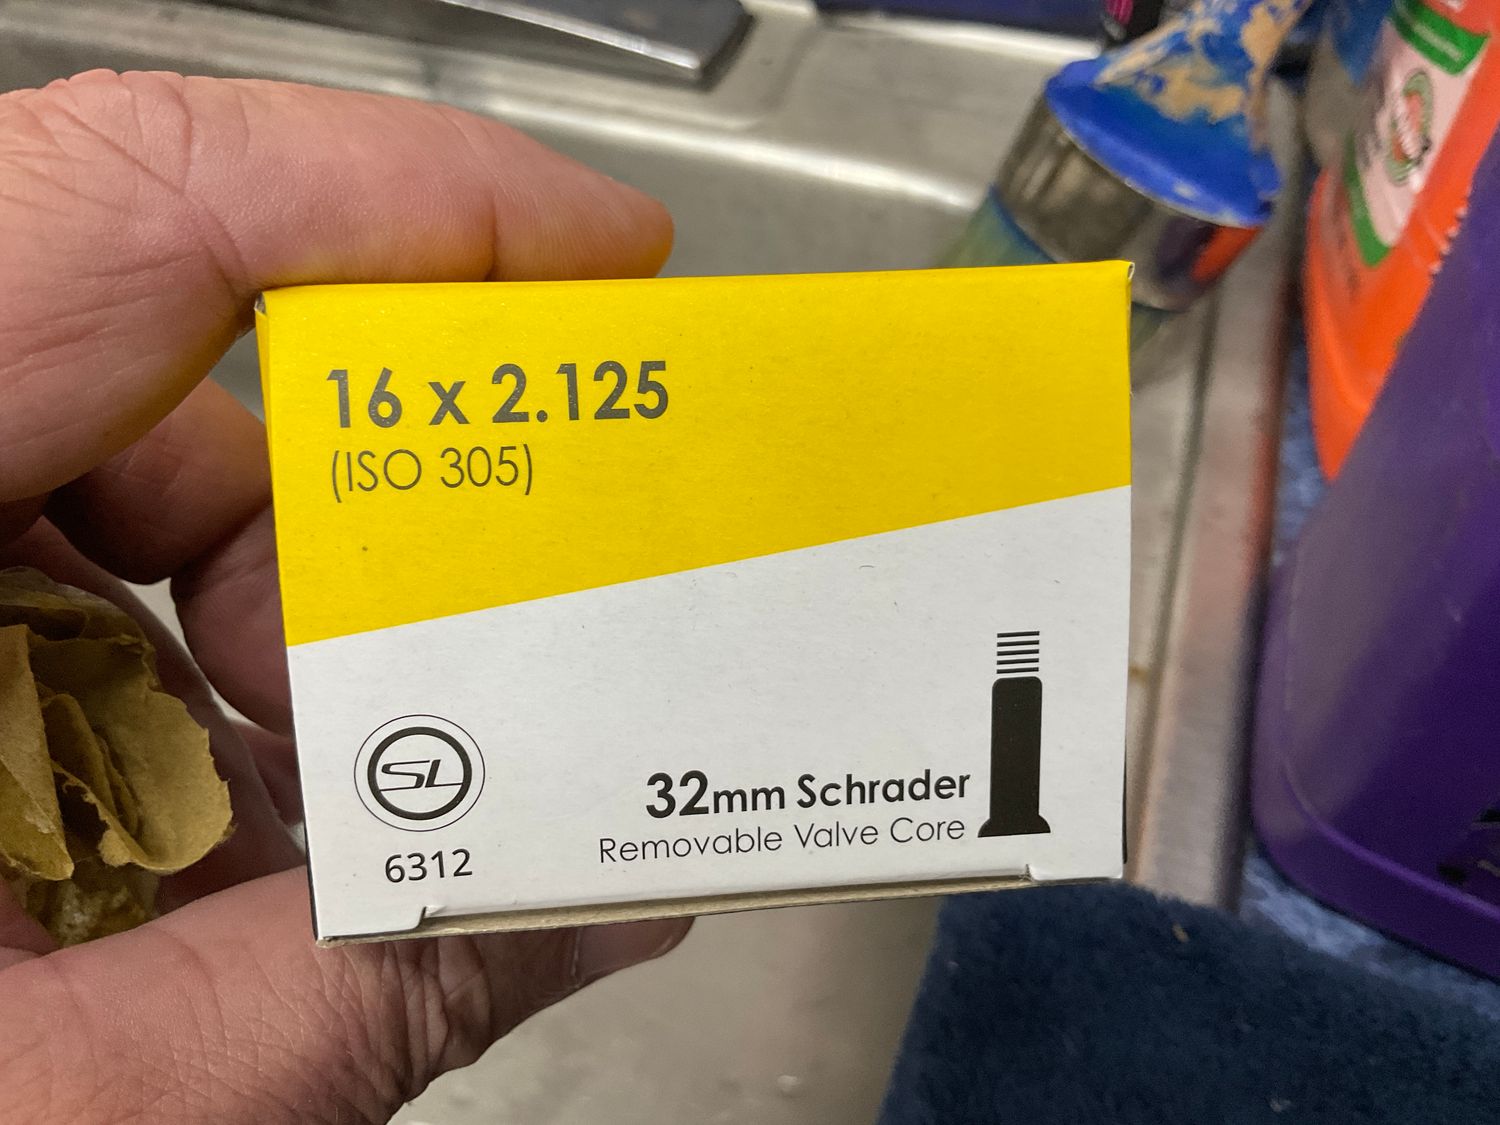 16 x 2.125
(ISO 305)
SL
6312
32mm Schrader
Removable Valve Core